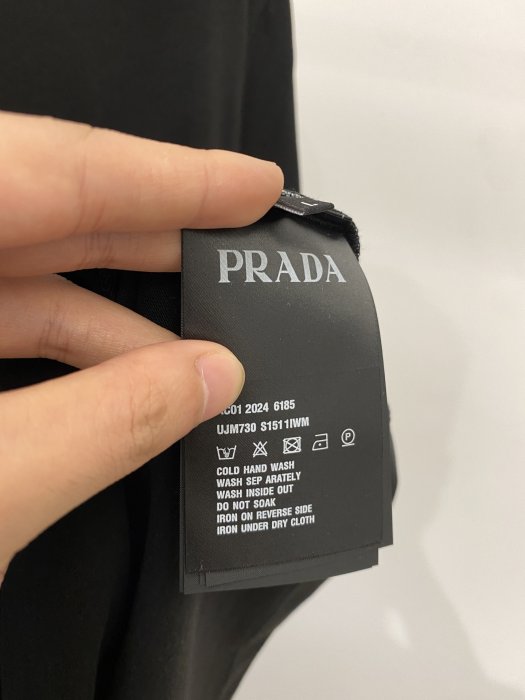 PRADA
C01 2024 6185
UJM730 S1511IWM
P
COLD HAND WASH
WASH SEP ARATELY
WASH INSIDE OUT
DO NOT SOAK
IRON ON REVERSE SIDE
IRON UNDER DRY CLOTH